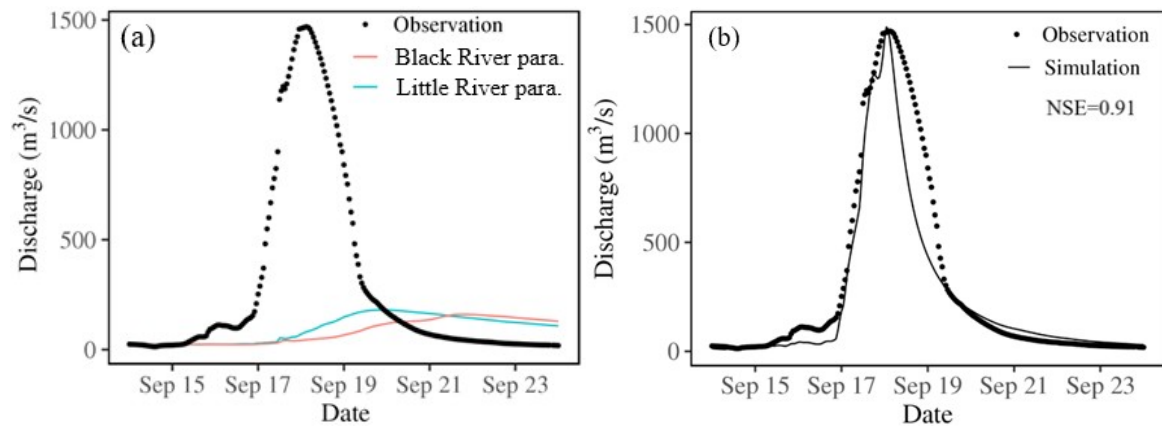 (a)
Observation
Black River para.
Little River para.
Discharge (m³/s)
1500
1000
500
0
Sep 15 Sep 17 Sep 19 Sep 21 Sep 23
Date
(b)
Observation
Simulation
NSE=0.91
Discharge (m³/s)
1500
1000
500
0
Sep 15 Sep 17 Sep 19 Sep 21 Sep 23
Date